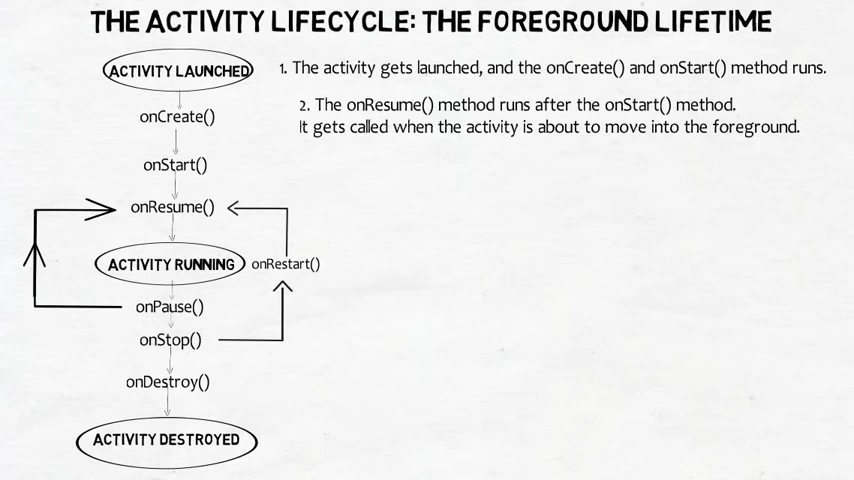 THE ACTIVITY LIFECYCLE: THE FOREGROUND LIFETIME
ACTIVITY LAUNCHED
onCreate()
onStart()
onResume()
ACTIVITY RUNNING
onRestart()
onPause()
onStop()
onDestroy()
ACTIVITY DESTROYED
1. The activity gets launched, and the onCreate() and onStart() method runs.
2. The onResume() method runs after the onStart() method.
It gets called when the activity is about to move into the foreground.